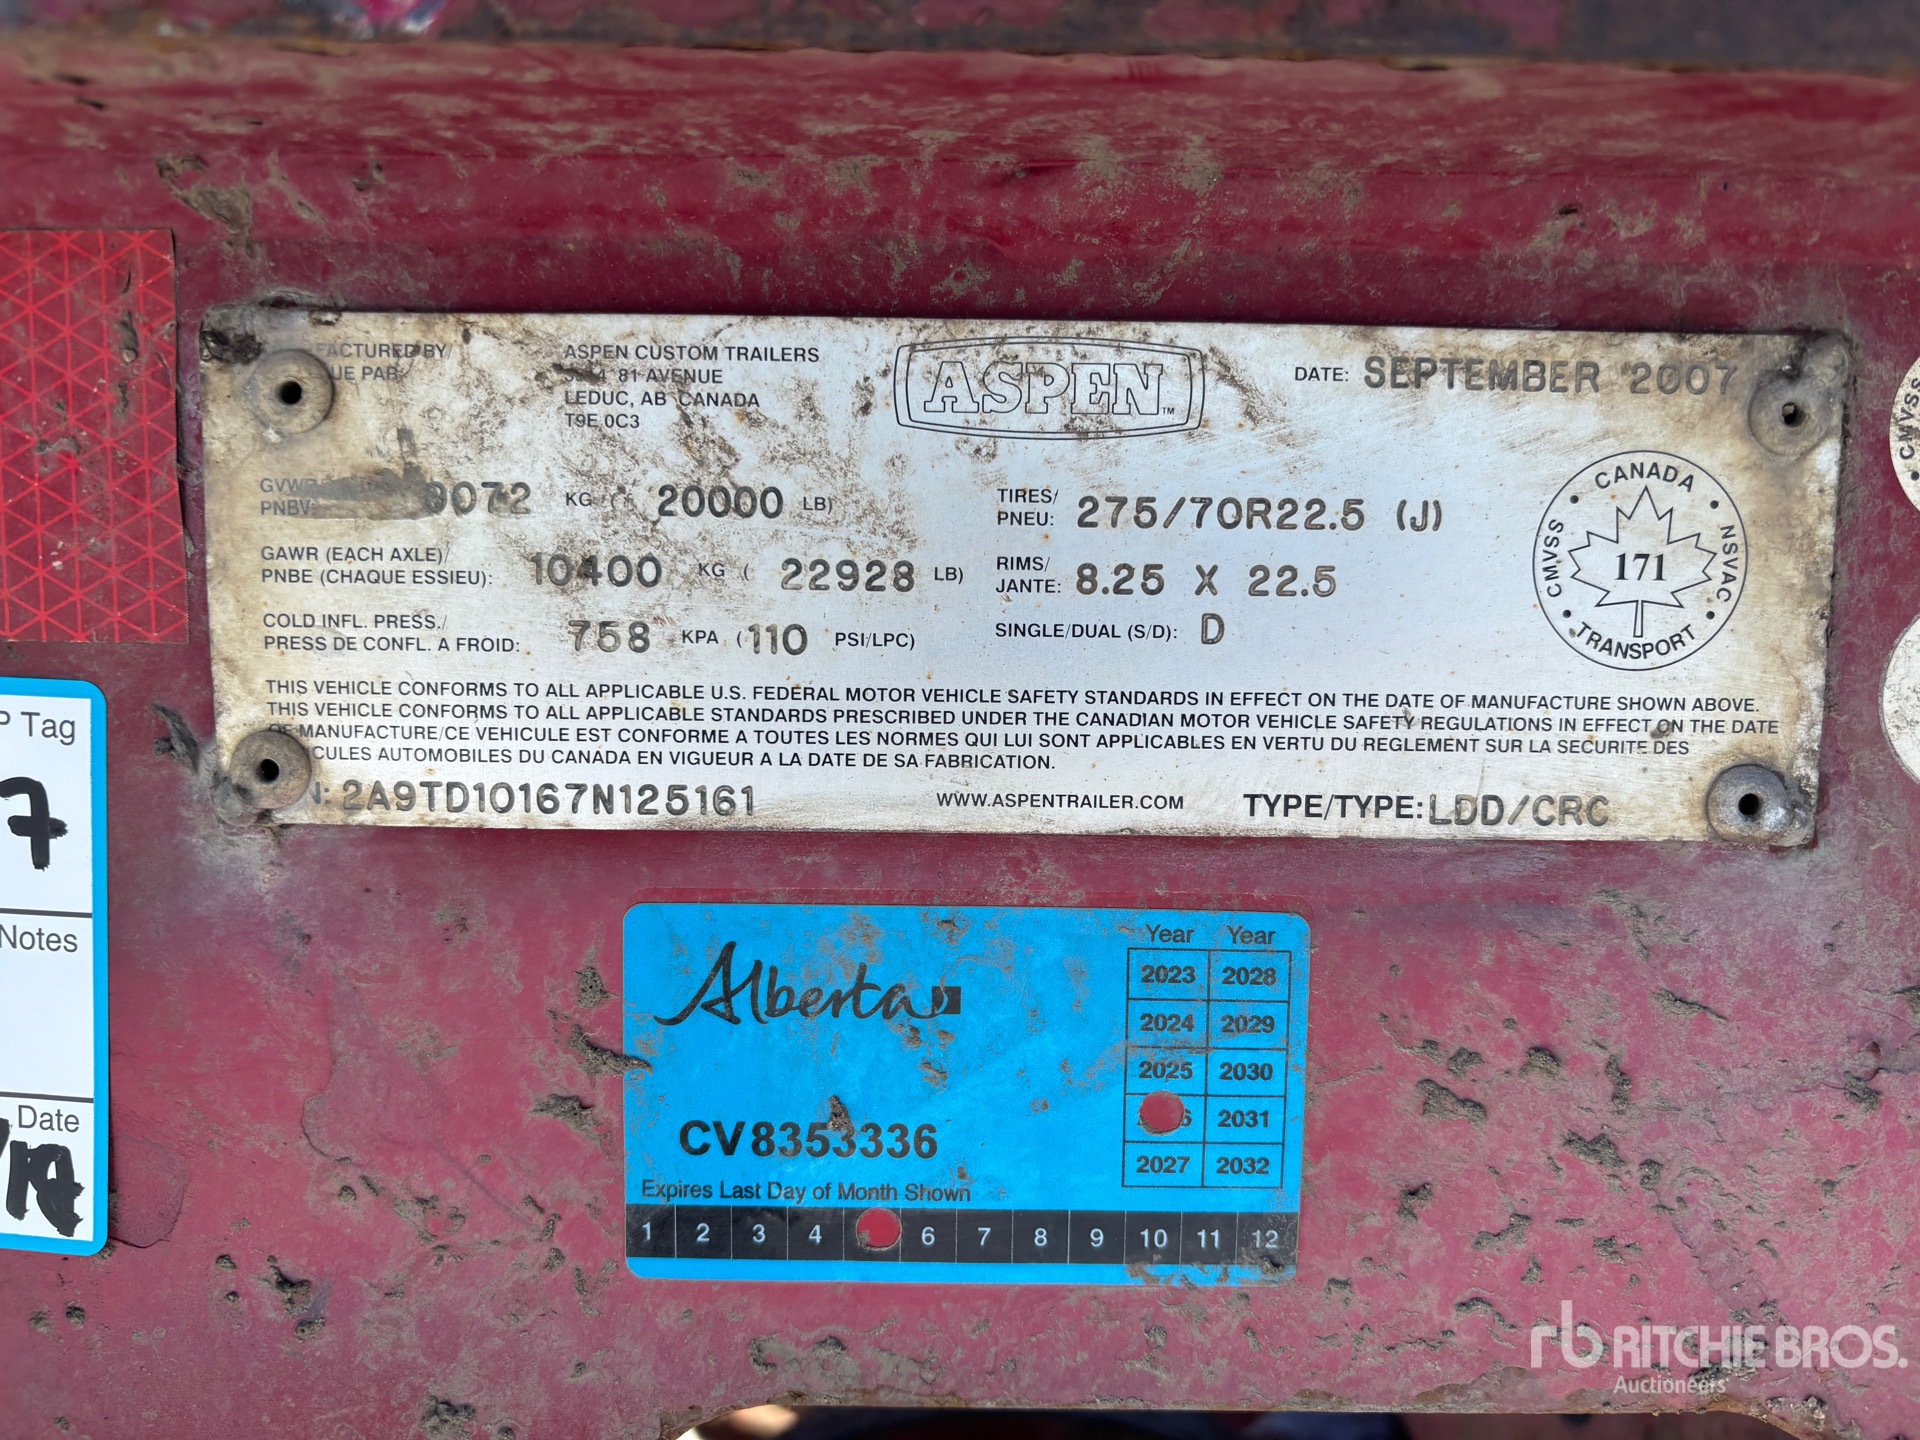 FACTURED BY/
UE PAR
ASPEN CUSTOM TRAILERS
81 AVENUE
LEDUC, AB CANADA
T9E 0C3
ASPEN™
DATE: SEPTEMBER 2007
PNBV: 9072 KG ( 20000 LB)
GAWR (EACH AXLE)/
PNBE (CHAQUE ESSIEU): 10400 KG ( 22928 LB)
COLD INFL. PRESS./
PRESS DE CONFL. A FROID: 758 KPA (110 PSI/LPC)
TIRES/
PNEU: 275/70R22.5 (J)
RIMS/
JANTE: 8.25 X 22.5
SINGLE/DUAL (S/D): D
CANADA
CMVSS • NSVAC
171
TRANSPORT
THIS VEHICLE CONFORMS TO ALL APPLICABLE U.S. FEDERAL MOTOR VEHICLE SAFETY STANDARDS IN EFFECT ON THE DATE OF MANUFACTURE SHOWN ABOVE.
THIS VEHICLE CONFORMS TO ALL APPLICABLE STANDARDS PRESCRIBED UNDER THE CANADIAN MOTOR VEHICLE SAFETY REGULATIONS IN EFFECT ON THE DATE
OF MANUFACTURE/CE VEHICULE EST CONFORME A TOUTES LES NORMES QUI LUI SONT APPLICABLES EN VERTU DU REGLEMENT SUR LA SECURITE DES
ICULES AUTOMOBILES DU CANADA EN VIGUEUR A LA DATE DE SA FABRICATION.
N: 2A9TD10167N125161
WWW.ASPENTRAILER.COM
TYPE/TYPE: LDD/CRC
• CMVSS
P Tag
7
Notes
Date
Alberta
CV8353336
Expires Last Day of Month Shown
Year Year
2023 2028
2024 2029
2025 2030
6 2031
2027 2032
1 2 3 4 6 7 8 9 10 11 12
rb RITCHIE BROS.
Auctioneers